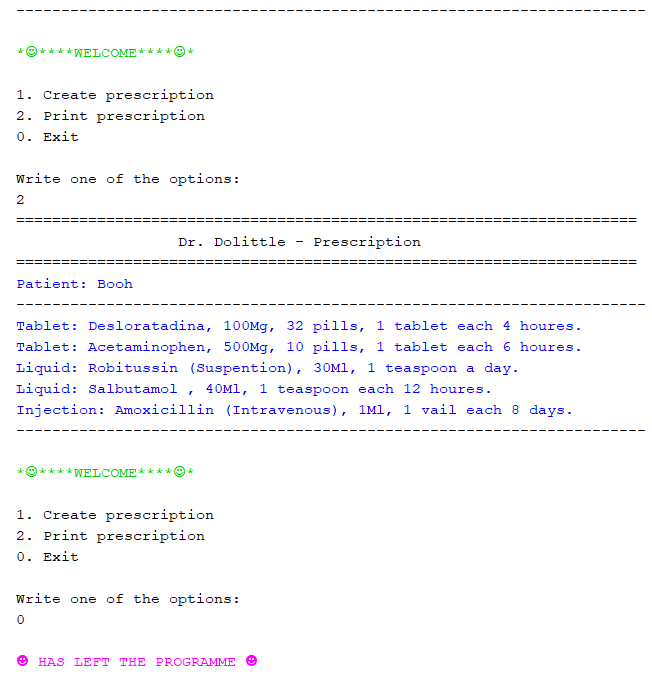 -----------------------------------------------------------------------
*☺****WELCOME****☺*
1. Create prescription
2. Print prescription
0. Exit
Write one of the options:
2
=====================================================================
Dr. Dolittle - Prescription
=====================================================================
Patient: Booh
-----------------------------------------------------------------------
Tablet: Desloratadina, 100Mg, 32 pills, 1 tablet each 4 houres.
Tablet: Acetaminophen, 500Mg, 10 pills, 1 tablet each 6 houres.
Liquid: Robitussin (Suspention), 30Ml, 1 teaspoon a day.
Liquid: Salbutamol , 40Ml, 1 teaspoon each 12 houres.
Injection: Amoxicillin (Intravenous), 1Ml, 1 vail each 8 days.
-----------------------------------------------------------------------
*☺****WELCOME****☺*
1. Create prescription
2. Print prescription
0. Exit
Write one of the options:
0
☻ HAS LEFT THE PROGRAMME ☻